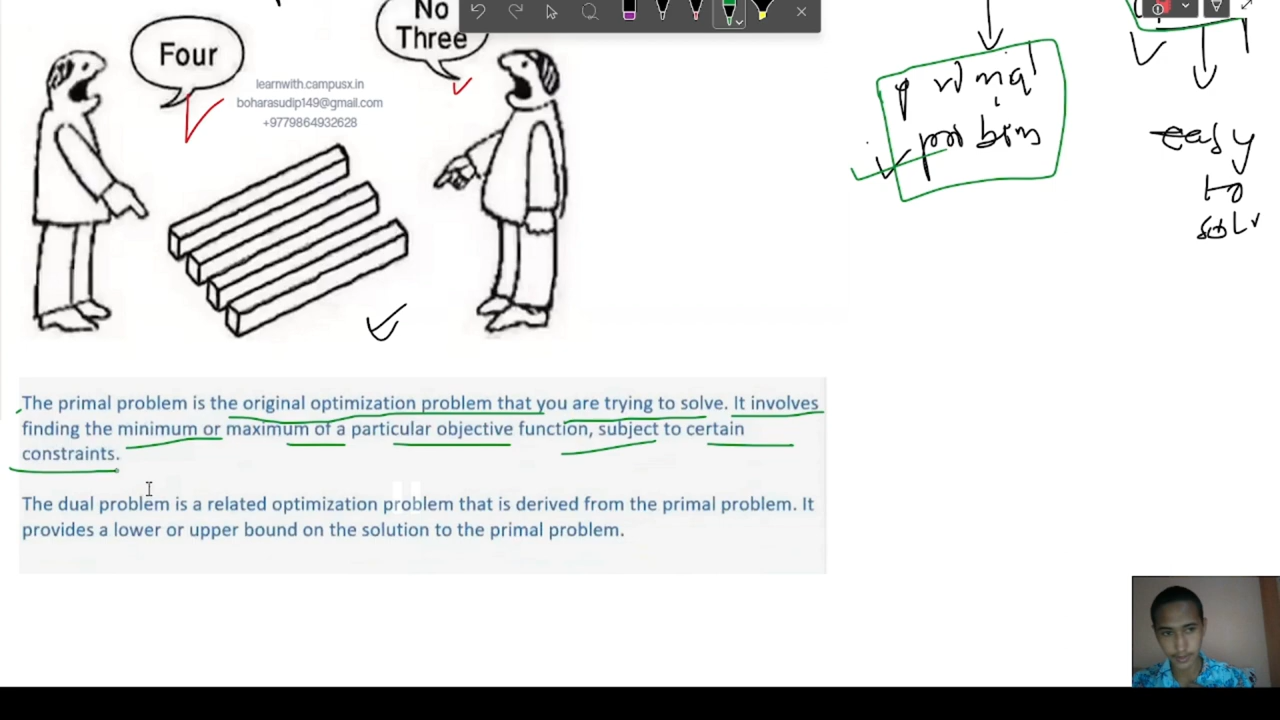 No
Three
Four
learnwith.campusx.in
boharasudip149@gmail.com
+9779864932628
primal
problem
easy
to
solv
The primal problem is the original optimization problem that you are trying to solve. It involves
finding the minimum or maximum of a particular objective function, subject to certain
constraints.
The dual problem is a related optimization problem that is derived from the primal problem. It
provides a lower or upper bound on the solution to the primal problem.